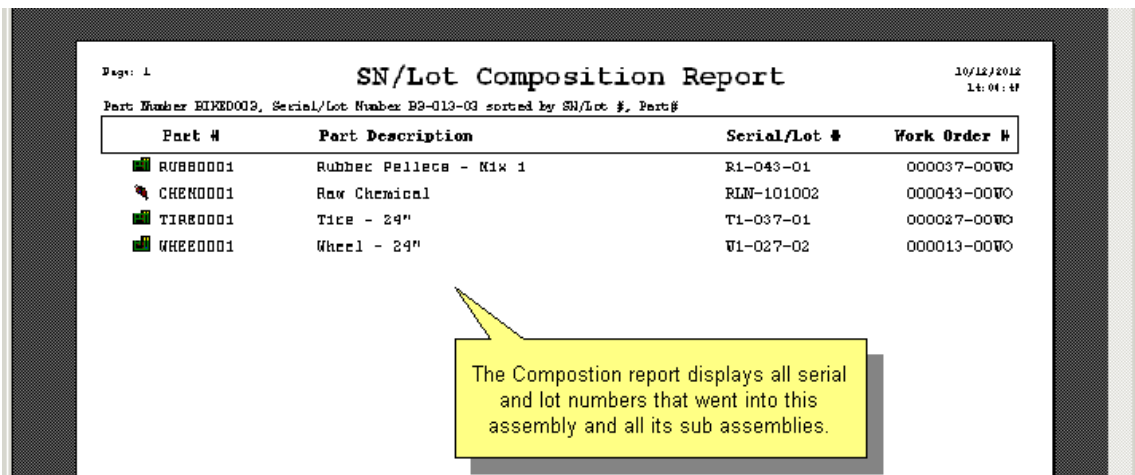 Page: 1
SN/Lot Composition Report
10/12/2012
Part Number BIKE0003, Serial/Lot Number B3-013-03 sorted by SN/Lot #, Part#
Part # Part Description Serial/Lot # Work Order #
RUBB0001 Rubber Pellets - Mix 1 R1-043-01 000037-00WO
CHEM0001 Raw Chemical RLN-101002 000043-00WO
TIRE0001 Tire - 24" T1-037-01 000027-00WO
WHEE0001 Wheel - 24" W1-027-02 000013-00WO
The Compostion report displays all serial
and lot numbers that went into this
assembly and all its sub assemblies.